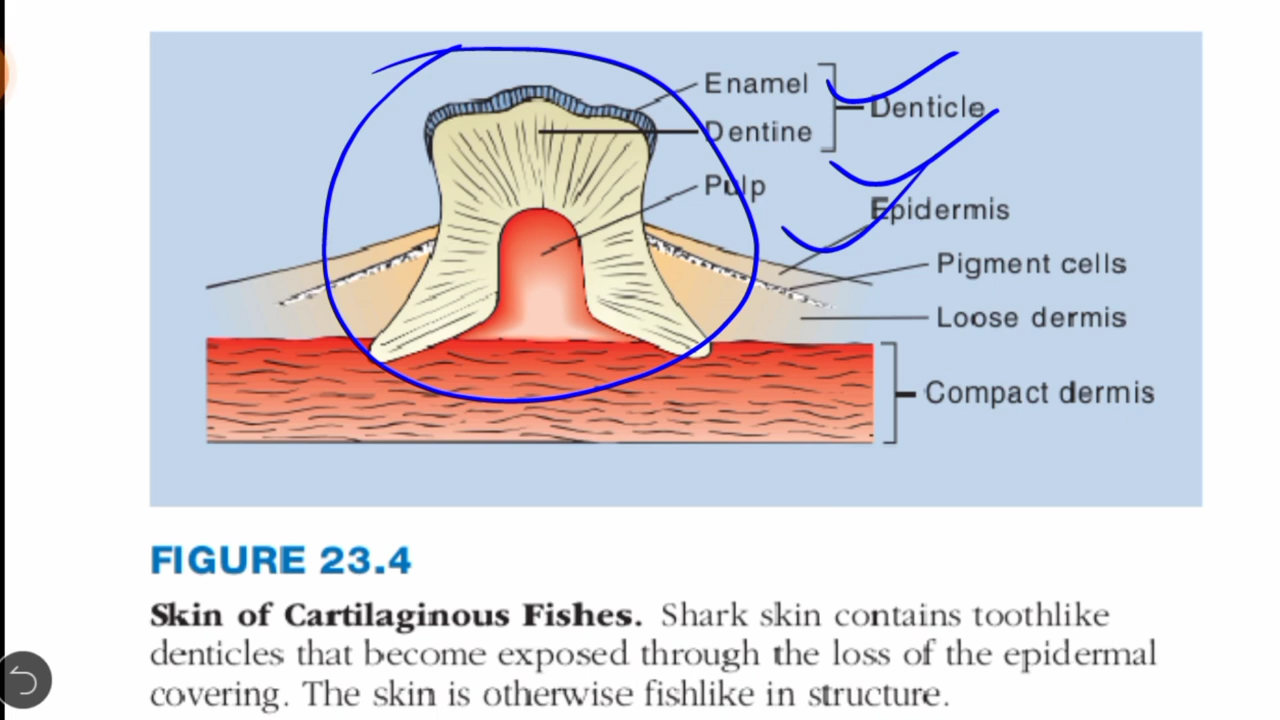 Enamel
Denticle
Dentine
Pulp
Epidermis
Pigment cells
Loose dermis
Compact dermis
FIGURE 23.4
Skin of Cartilaginous Fishes. Shark skin contains toothlike
denticles that become exposed through the loss of the epidermal
covering. The skin is otherwise fishlike in structure.